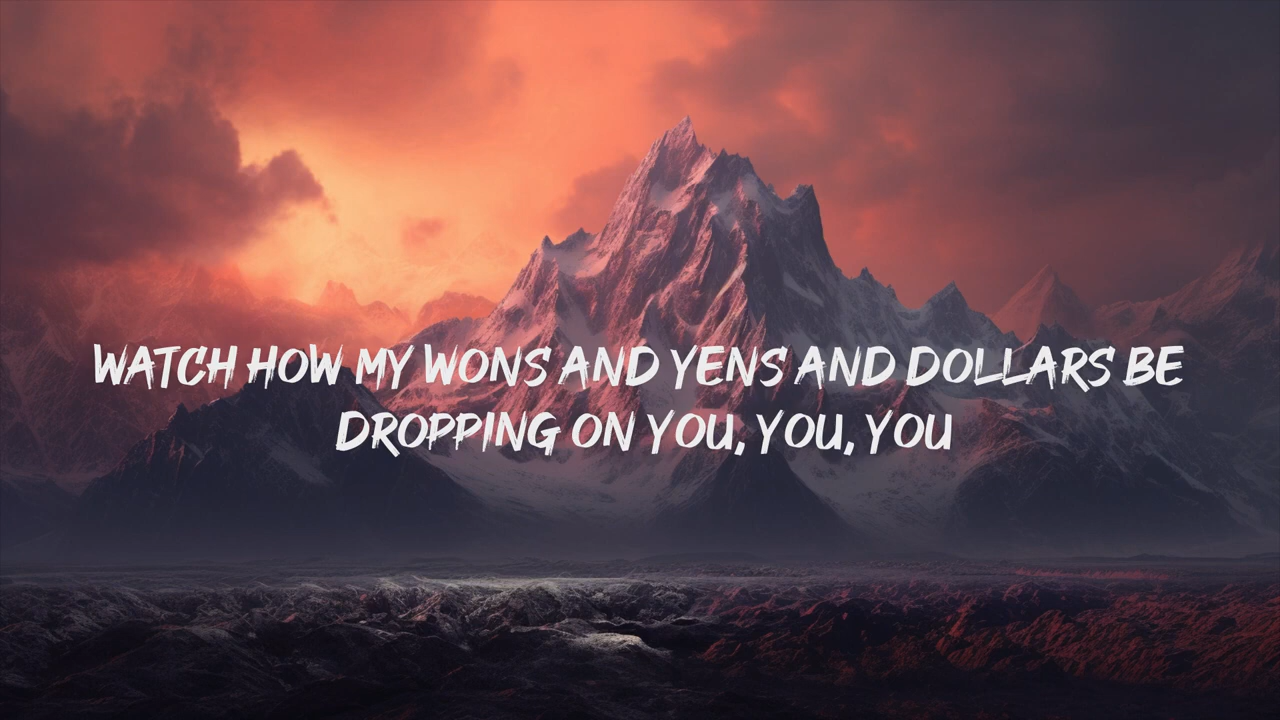 WATCH HOW MY WONS AND YENS AND DOLLARS BE
DROPPING ON YOU, YOU, YOU